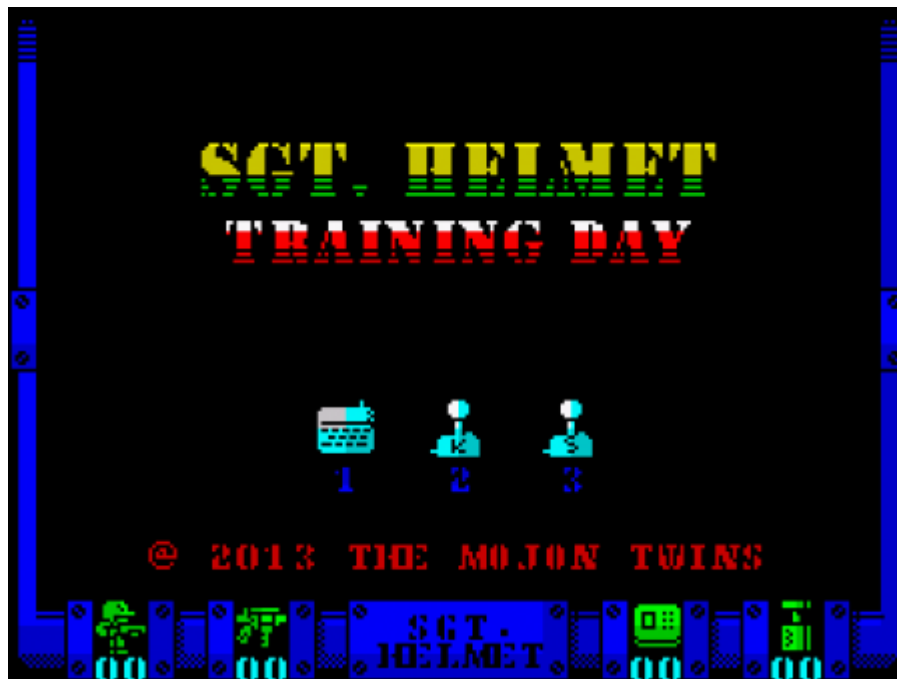 SGT. HELMET
TRAINING DAY
K S
1 2 3
@ 2013 THE MOJON TWINS
SGT.
HELMET
00 00 00 00